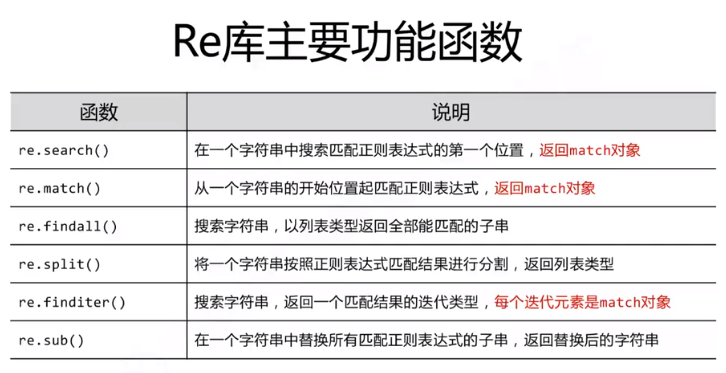 Re库主要功能函数
函数 说明
re.search() 在一个字符串中搜索匹配正则表达式的第一个位置，返回match对象
re.match() 从一个字符串的开始位置起匹配正则表达式，返回match对象
re.findall() 搜索字符串，以列表类型返回全部能匹配的子串
re.split() 将一个字符串按照正则表达式匹配结果进行分割，返回列表类型
re.finditer() 搜索字符串，返回一个匹配结果的迭代类型，每个迭代元素是match对象
re.sub() 在一个字符串中替换所有匹配正则表达式的子串，返回替换后的字符串